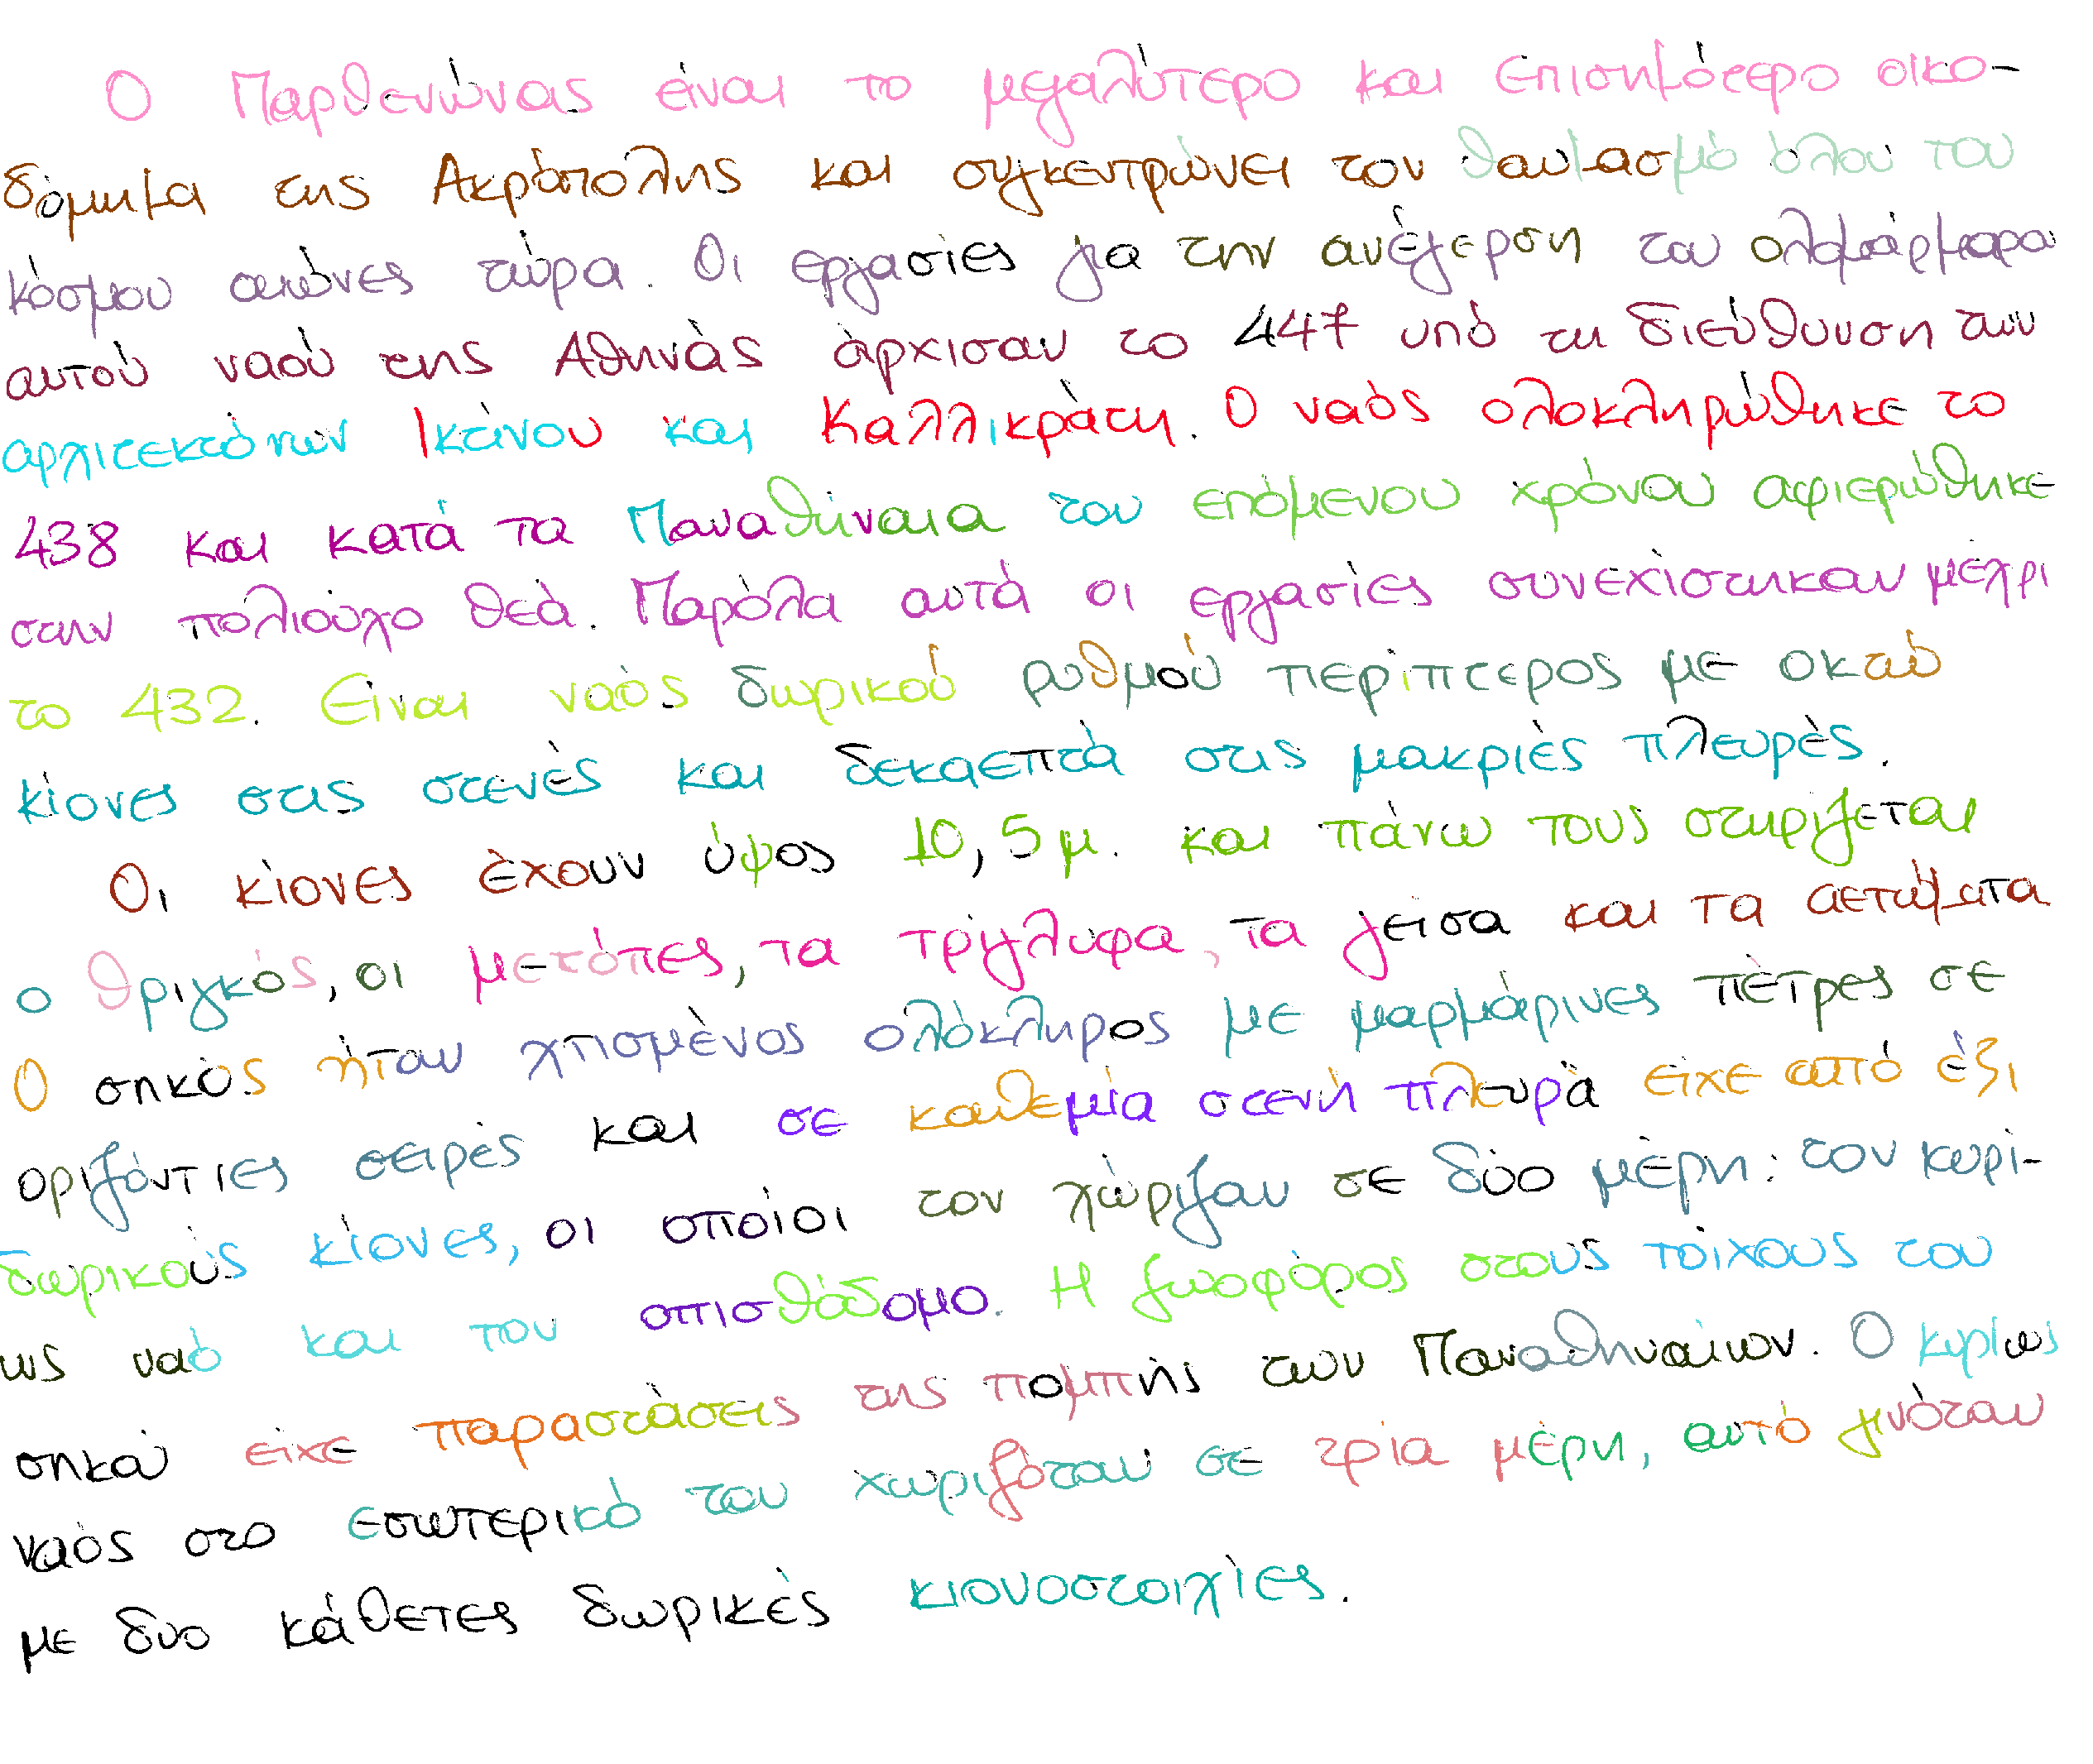 Ο Παρθενώνας είναι το μεγαλύτερο και επισημότερο οικο-
δόμημα της Ακρόπολης και συγκεντρώνει τον θαυμασμό όλου του
κόσμου αιώνες τώρα. Οι εργασίες για την ανέγερση του ολομάρμαρου
αυτού ναού της Αθηνάς άρχισαν το 447 υπό τη διεύθυνση των
αρχιτεκτόνων Ικτίνου και Καλλικράτη. Ο ναός ολοκληρώθηκε το
438 και κατά τα Παναθήναια του επόμενου χρόνου αφιερώθηκε
στην πολιούχο θεά. Παρόλα αυτά οι εργασίες συνεχίστηκαν μέχρι
το 432. Είναι ναός δωρικού ρυθμού περίπτερος με οκτώ
κίονες στις στενές και δεκαεπτά στις μακριές πλευρές.
Οι κίονες έχουν ύψος 10,5μ. και πάνω τους στηρίζεται
ο θριγκός, οι μετόπες, τα τρίγλυφα, τα γείσα και τα αετώματα
Ο σηκός ήταν χτισμένος ολόκληρος με μαρμάρινες πέτρες σε
οριζόντιες σειρές και σε καθεμία στενή πλευρά είχε από έξι
δωρικούς κίονες, οι οποίοι τον χώριζαν σε δύο μέρη: τον κυρί-
ως ναό και τον οπισθόδομο. Η ζωοφόρος στους τοίχους του
σηκού είχε παραστάσεις της πομπής των Παναθηναίων. Ο κυρίως
ναός στο εσωτερικό του χωριζόταν σε τρία μέρη, αυτό γινόταν
με δυο κάθετες δωρικές κιονοστοιχίες.